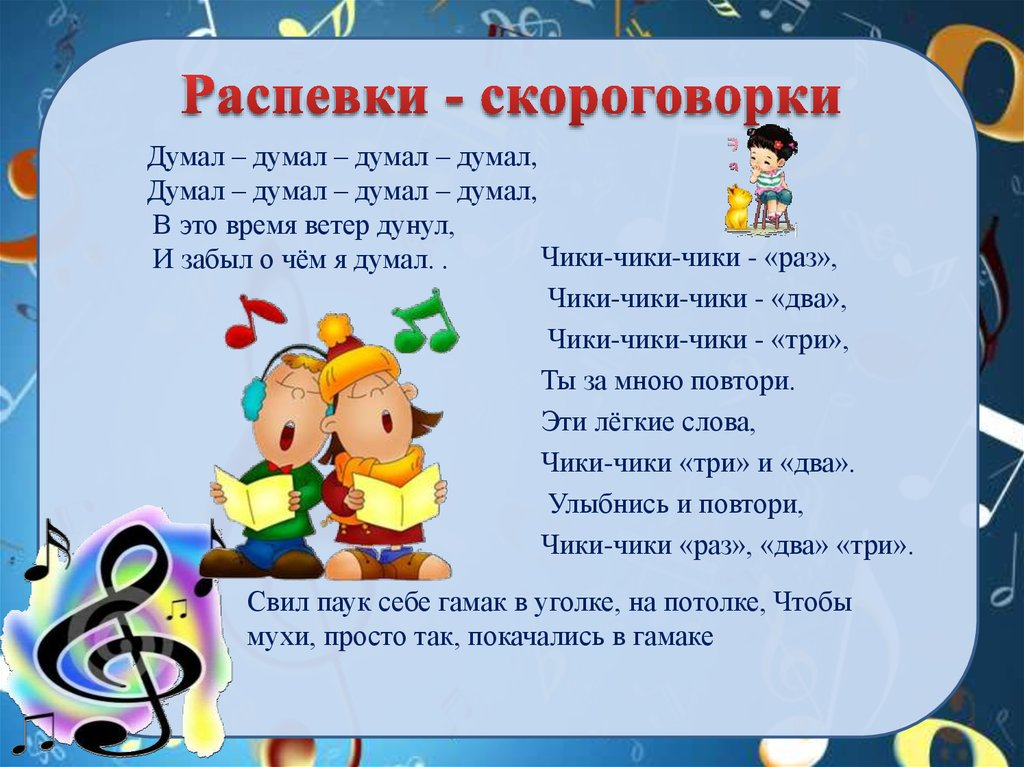 Распевки - скороговорки
Думал – думал – думал – думал,
Думал – думал – думал – думал,
В это время ветер дунул,
И забыл о чём я думал. .
Чики-чики-чики - «раз»,
Чики-чики-чики - «два»,
Чики-чики-чики - «три»,
Ты за мною повтори.
Эти лёгкие слова,
Чики-чики «три» и «два».
Улыбнись и повтори,
Чики-чики «раз», «два» «три».
Свил паук себе гамак в уголке, на потолке, Чтобы
мухи, просто так, покачались в гамаке